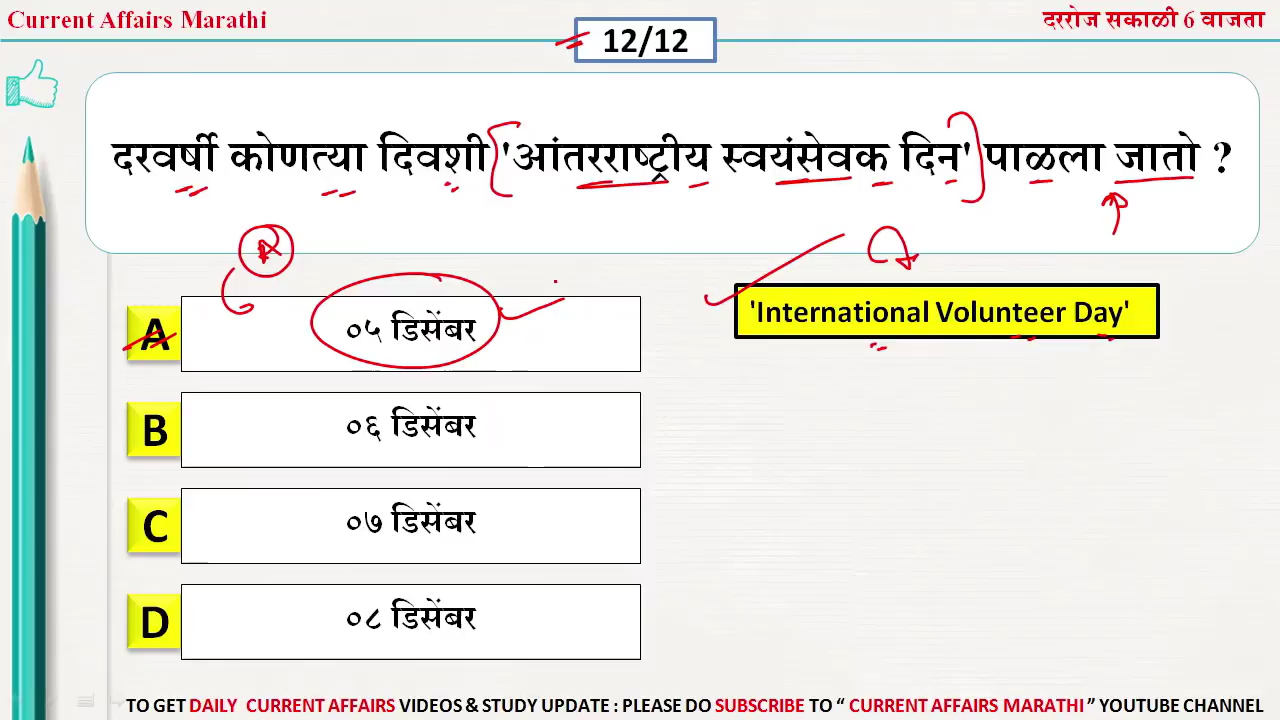 Current Affairs Marathi
दररोज सकाळी 6 वाजता
12/12
दरवर्षी कोणत्या दिवशी 'आंतरराष्ट्रीय स्वयंसेवक दिन' पाळला जातो ?
A ०५ डिसेंबर
'International Volunteer Day'
B ०६ डिसेंबर
C ०७ डिसेंबर
D ०८ डिसेंबर
TO GET DAILY CURRENT AFFAIRS VIDEOS & STUDY UPDATE : PLEASE DO SUBSCRIBE TO “ CURRENT AFFAIRS MARATHI ” YOUTUBE CHANNEL